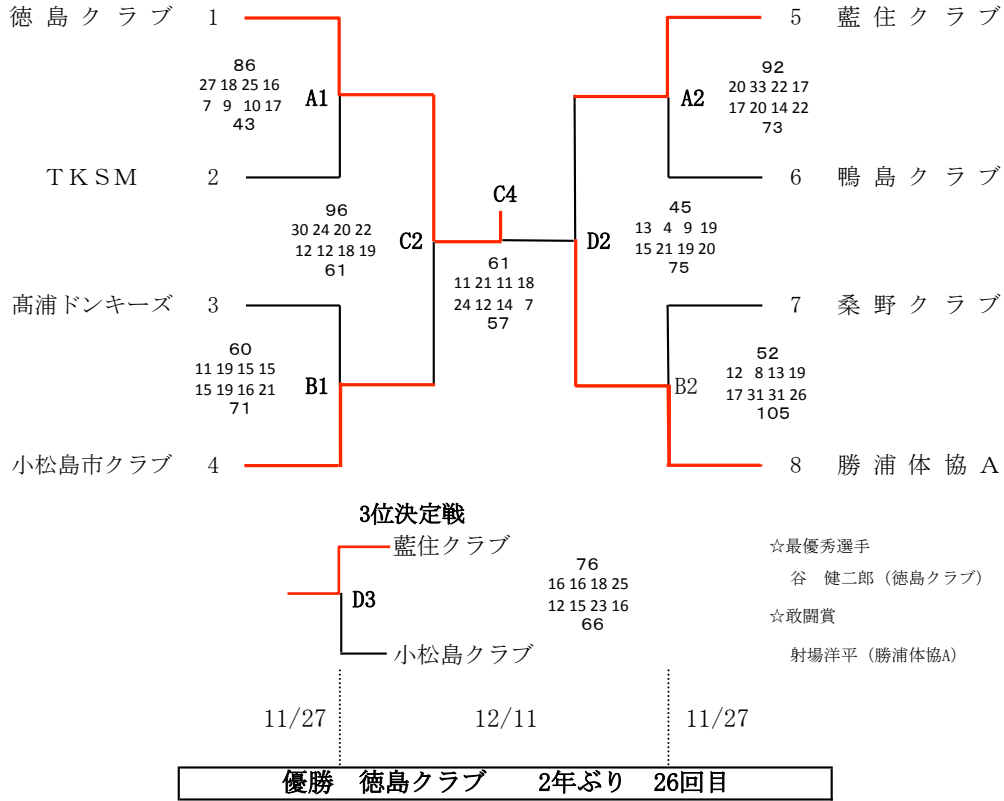 徳島クラブ 1
5 藍住クラブ
86
27 18 25 16
7 9 10 17
43
A1
A2
92
20 33 22 17
17 20 14 22
73
TKSM 2
6 鴨島クラブ
C4
96
30 24 20 22
12 12 18 19
61
C2
D2
45
13 4 9 19
15 21 19 20
75
61
11 21 11 18
24 12 14 7
57
髙浦ドンキーズ 3
7 桑野クラブ
60
11 19 15 15
15 19 16 21
71
B1
B2
52
12 8 13 19
17 31 31 26
105
小松島市クラブ 4
8 勝浦体協A
3位決定戦
藍住クラブ
D3
小松島クラブ
76
16 16 18 25
12 15 23 16
66
☆最優秀選手
谷 健二郎（徳島クラブ）
☆敢闘賞
射場洋平（勝浦体協A）
11/27 12/11 11/27
優勝 徳島クラブ 2年ぶり 26回目